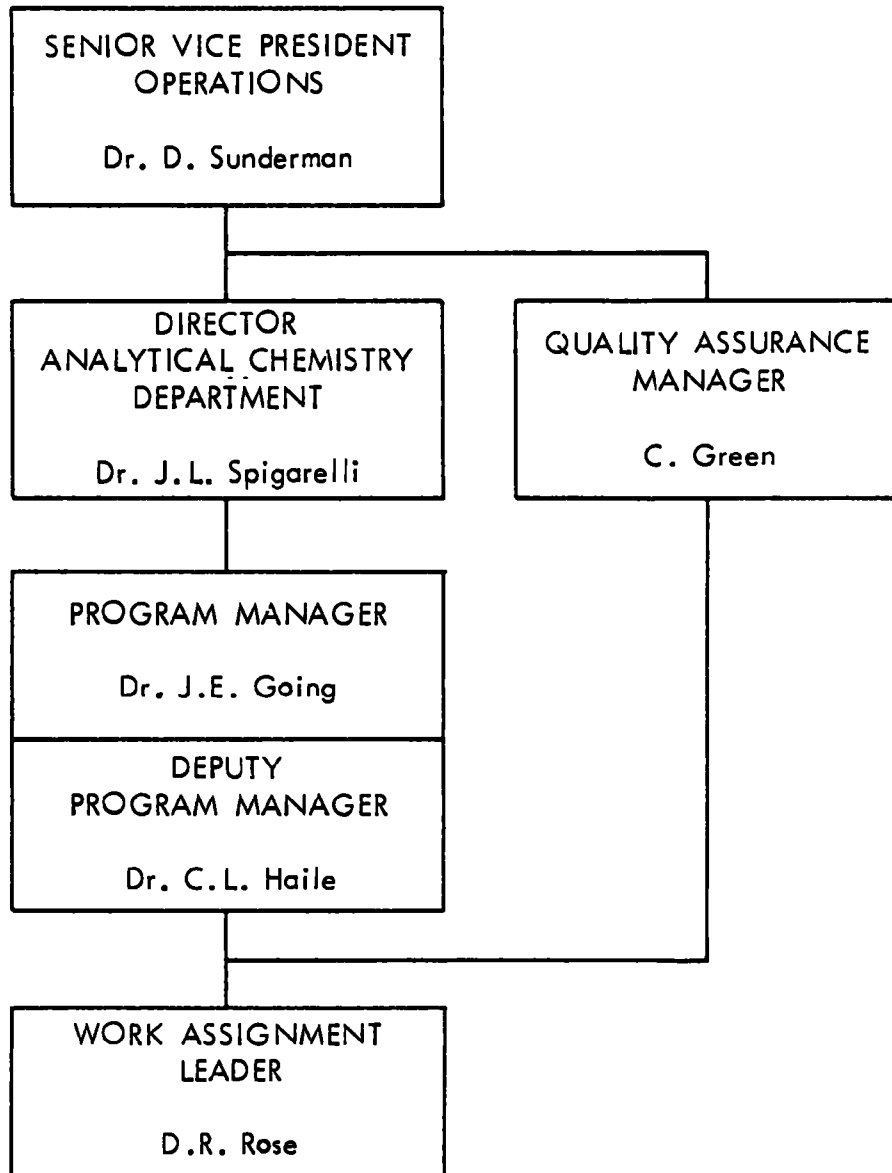 SENIOR VICE PRESIDENT
OPERATIONS
Dr. D. Sunderman
DIRECTOR
ANALYTICAL CHEMISTRY
DEPARTMENT
Dr. J.L. Spigarelli
QUALITY ASSURANCE
MANAGER
C. Green
PROGRAM MANAGER
Dr. J.E. Going
DEPUTY
PROGRAM MANAGER
Dr. C.L. Haile
WORK ASSIGNMENT
LEADER
D.R. Rose